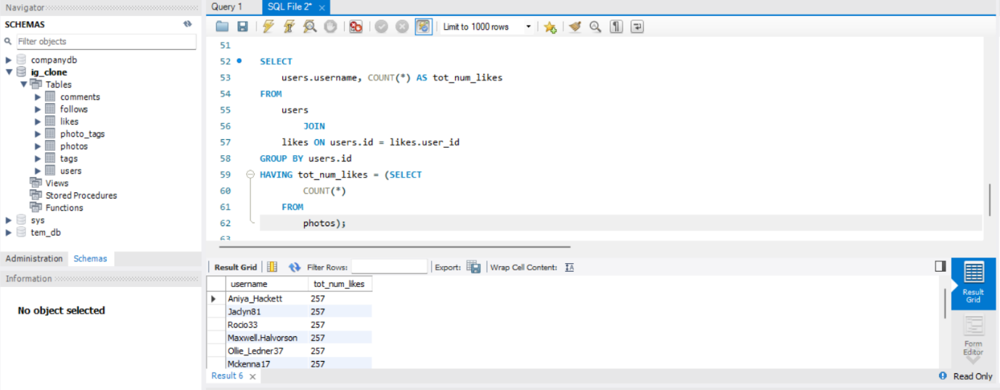 Navigator
SCHEMAS
Filter objects
companydb
ig_clone
Tables
comments
follows
likes
photo_tags
photos
tags
users
Views
Stored Procedures
Functions
sys
tem_db
Administration Schemas
Information
No object selected
Query 1 SQL File 2* ×
Limit to 1000 rows
51
52 SELECT
53 users.username, COUNT(*) AS tot_num_likes
54 FROM
55 users
56 JOIN
57 likes ON users.id = likes.user_id
58 GROUP BY users.id
59 HAVING tot_num_likes = (SELECT
60 COUNT(*)
61 FROM
62 photos);
63
Result Grid Filter Rows: Export: Wrap Cell Content: IA
username tot_num_likes
Aniya_Hackett 257
Jaclyn81 257
Rocio33 257
Maxwell.Halvorson 257
Ollie_Ledner37 257
Mckenna17 257
Result 6 ×
Result
Grid
Form
Editor
Read Only